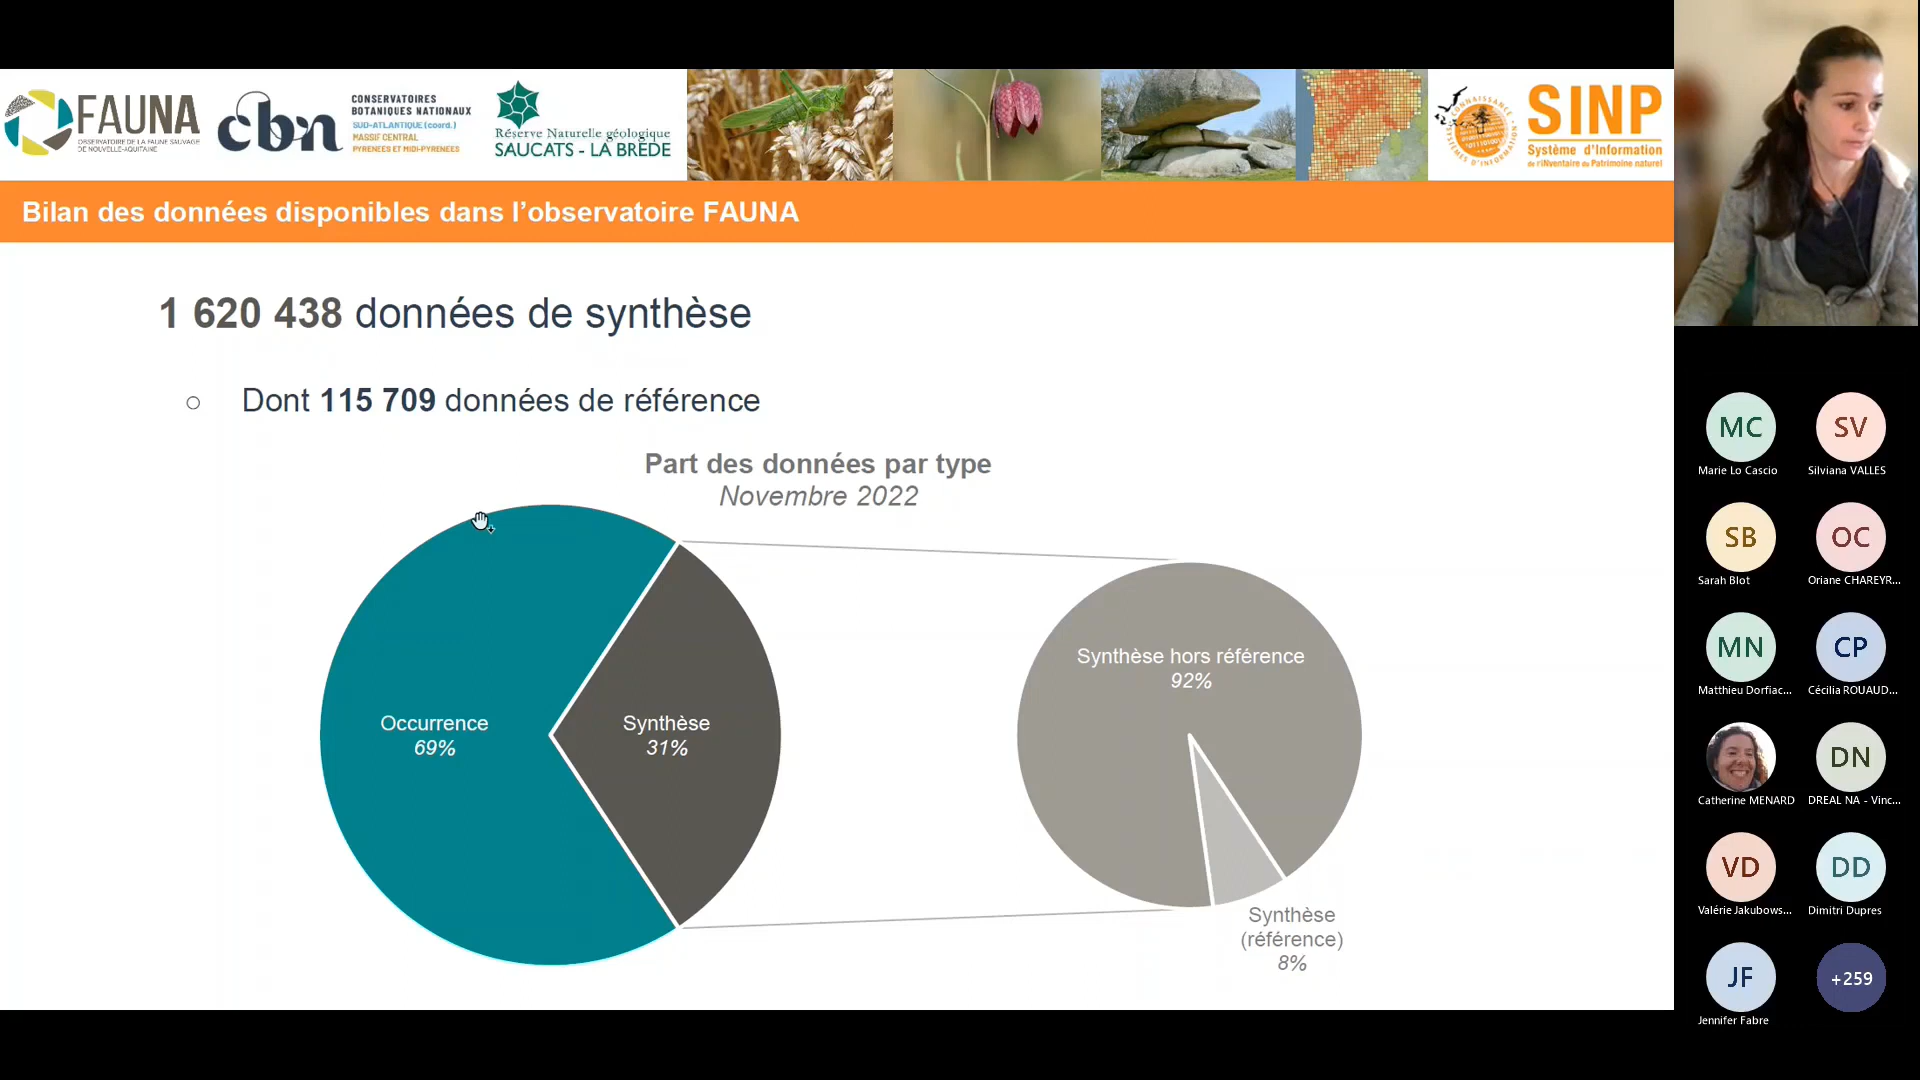 FAUNA
OBSERVATOIRE DE LA FAUNE SAUVAGE
DE NOUVELLE-AQUITAINE
cbn
CONSERVATOIRES
BOTANIQUES NATIONAUX
SUD-ATLANTIQUE (coord.)
MASSIF CENTRAL
PYRÉNÉES ET MIDI-PYRÉNÉES
Réserve Naturelle géologique
SAUCATS - LA BRÈDE
SINP
Système d'Information
de l'iNventaire du Patrimoine naturel
Bilan des données disponibles dans l'observatoire FAUNA
1 620 438 données de synthèse
Dont 115 709 données de référence
Part des données par type
Novembre 2022
Occurrence
69%
Synthèse
31%
Synthèse hors référence
92%
Synthèse
(référence)
8%
MC
Marie Lo Cascio
SV
Silviana VALLES
SB
Sarah Blot
OC
Oriane CHAREYR...
MN
Matthieu Dorfiac...
CP
Cécilia ROUAUD...
Catherine MENARD
DN
DREAL NA - Vinc...
VD
Valérie Jakubows...
DD
Dimitri Dupres
JF
Jennifer Fabre
+259